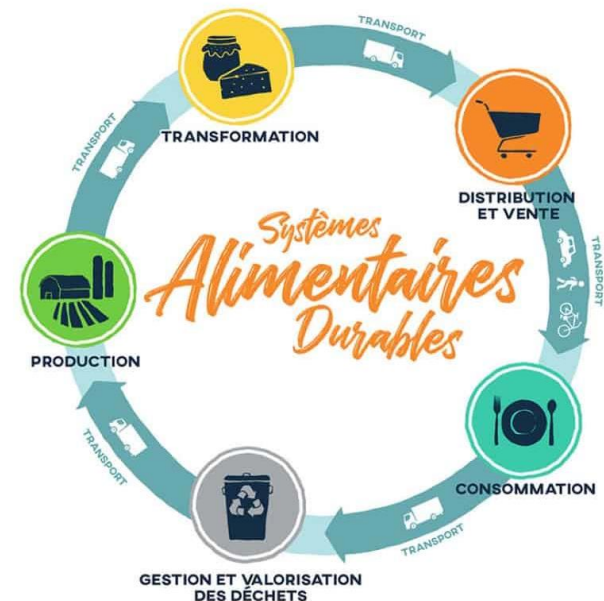 TRANSPORT
TRANSFORMATION
TRANSPORT
DISTRIBUTION
ET VENTE
Systèmes
Alimentaires
Durables
TRANSPORT
PRODUCTION
CONSOMMATION
TRANSPORT
TRANSPORT
GESTION ET VALORISATION
DES DÉCHETS